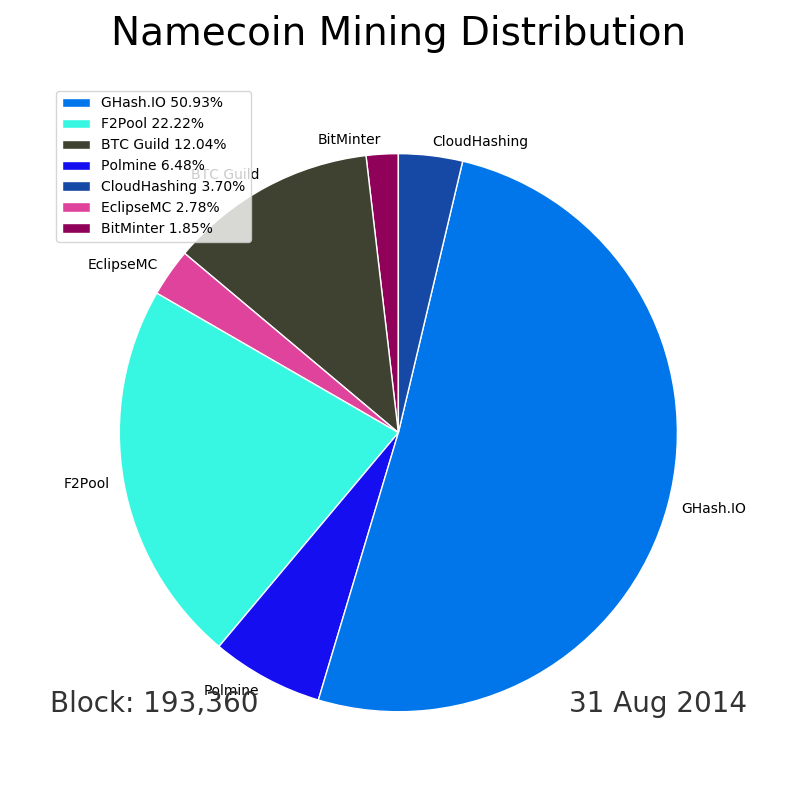 Namecoin Mining Distribution
GHash.IO 50.93%
F2Pool 22.22%
BTC Guild 12.04%
Polmine 6.48%
CloudHashing 3.70%
EclipseMC 2.78%
BitMinter 1.85%
BitMinter
CloudHashing
BTC Guild
EclipseMC
F2Pool
GHash.IO
Polmine
Block: 193,360
31 Aug 2014